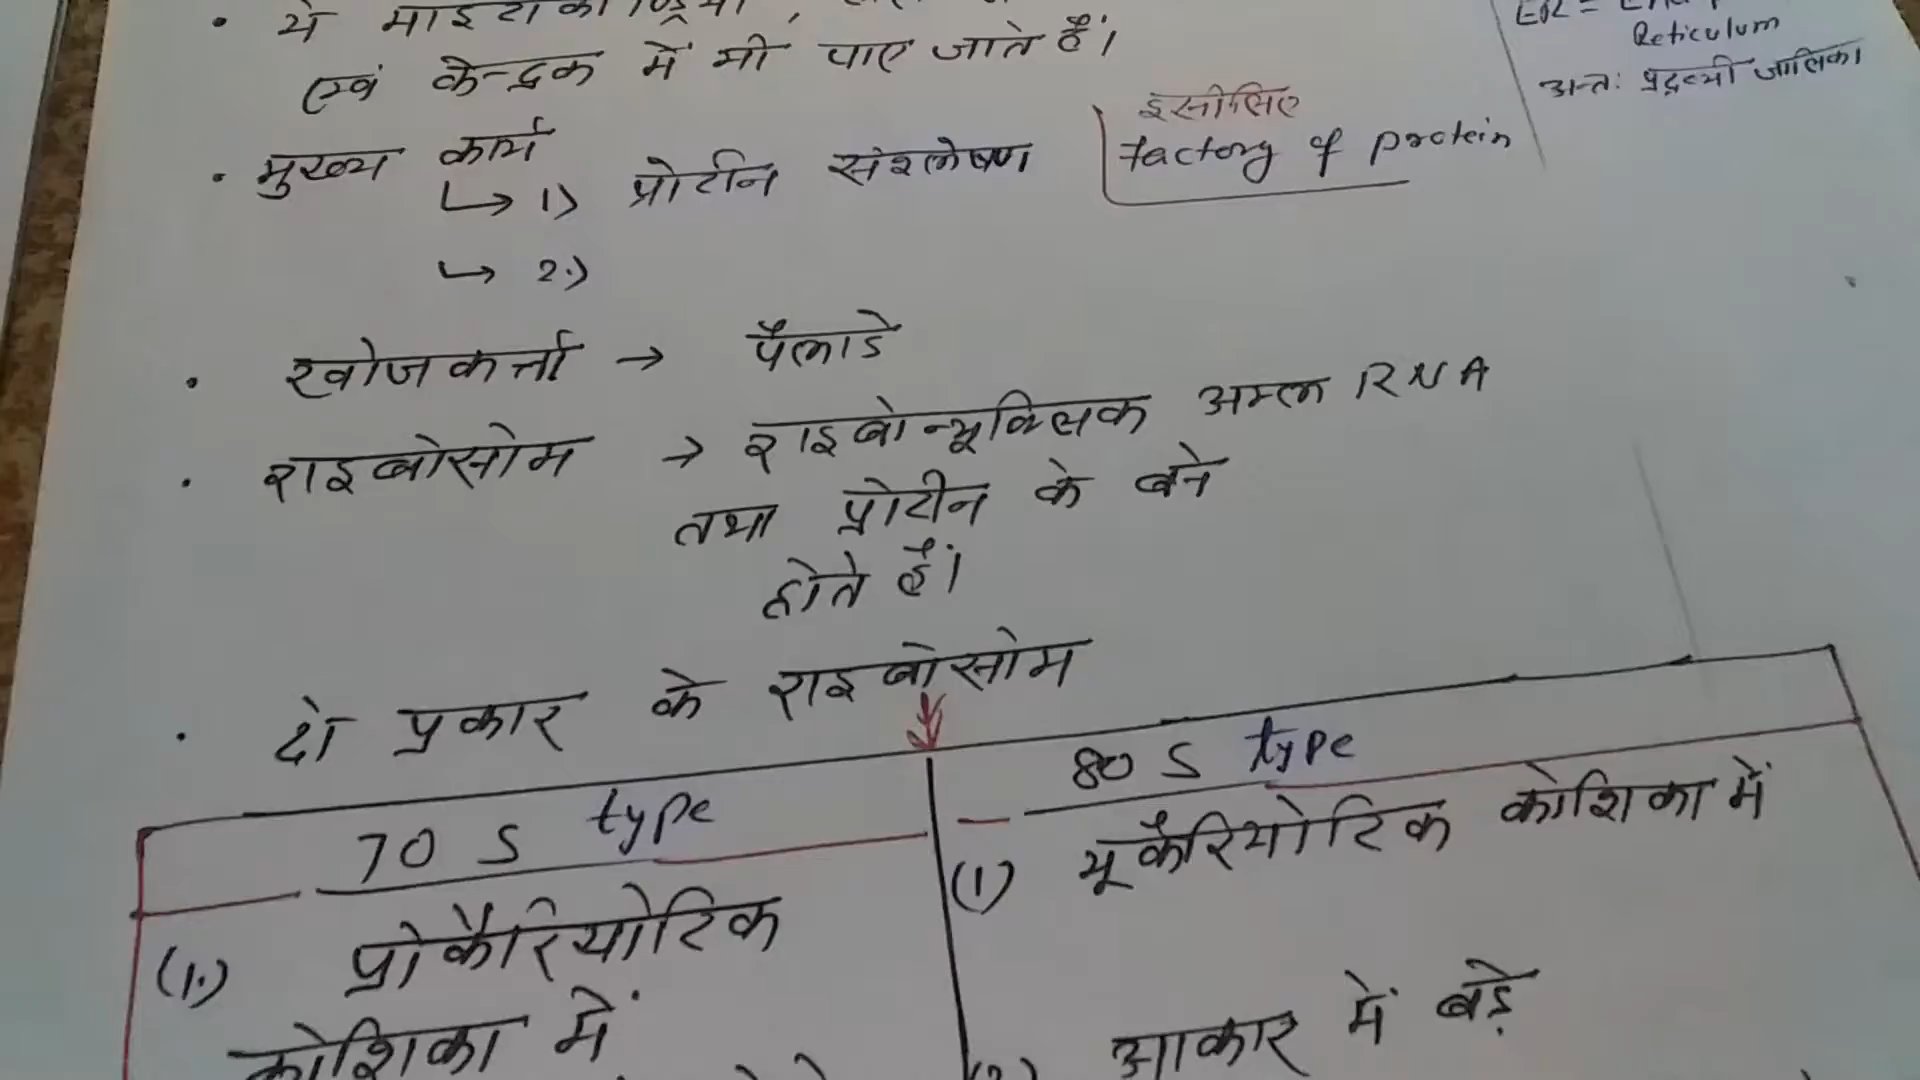 • ये माइटोकॉण्ड्रिया,
एवं केन्द्रक में भी पाए जाते हैं।
ER =
Reticulum
अन्तः प्रद्रव्यी जालिका
• मुख्य कार्य
↳ 1) प्रोटीन संश्लेषण
इसीलिए
factory of protein
↳ 2.)
• खोजकर्त्ता → पैलाडे
• राइबोसोम → राइबोन्यूक्लिक अम्ल RNA
तथा प्रोटीन के बने
होते हैं।
• दो प्रकार के राइबोसोम
70 S type
80 S type
(1.) प्रोकैरियोटिक
कोशिका में
(1) यूकैरियोटिक कोशिका में
आकार में बड़े